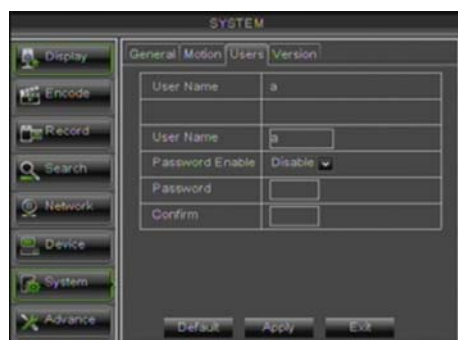 SYSTEM
Display
Encode
Record
Search
Network
Device
System
Advance
General Motion Users Version
User Name a
User Name a
Password Enable Disable
Password
Confirm
Default Apply Exit